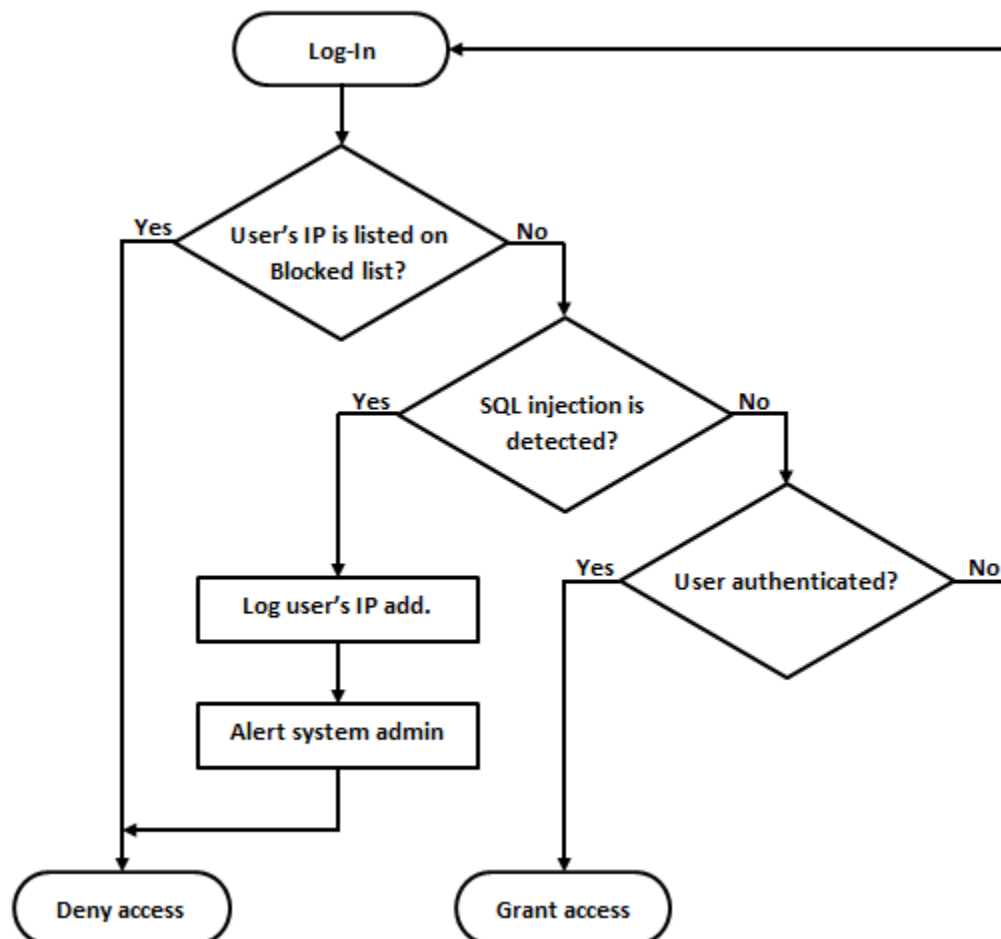 Log-In
Yes
User's IP is listed on
Blocked list?
No
Yes
SQL injection is
detected?
No
Yes
User authenticated?
No
Log user's IP add.
Alert system admin
Deny access
Grant access